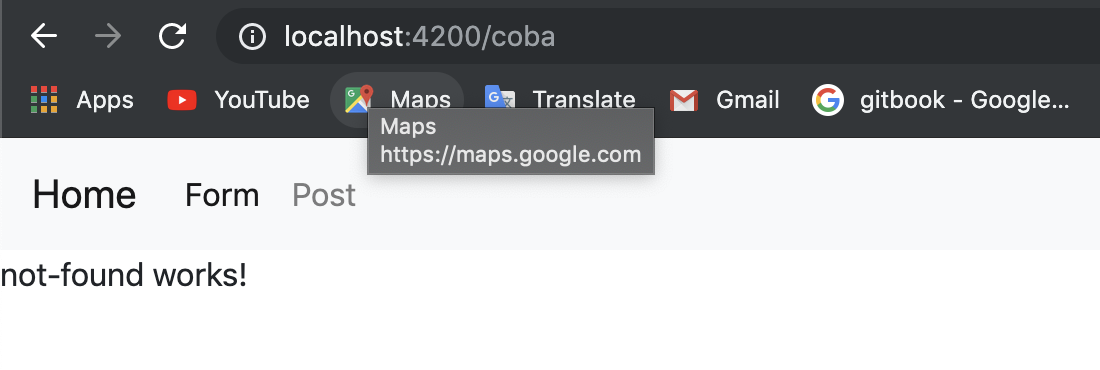 localhost:4200/coba
Apps YouTube Maps Translate Gmail gitbook - Google...
Maps
https://maps.google.com
Home Form Post
not-found works!